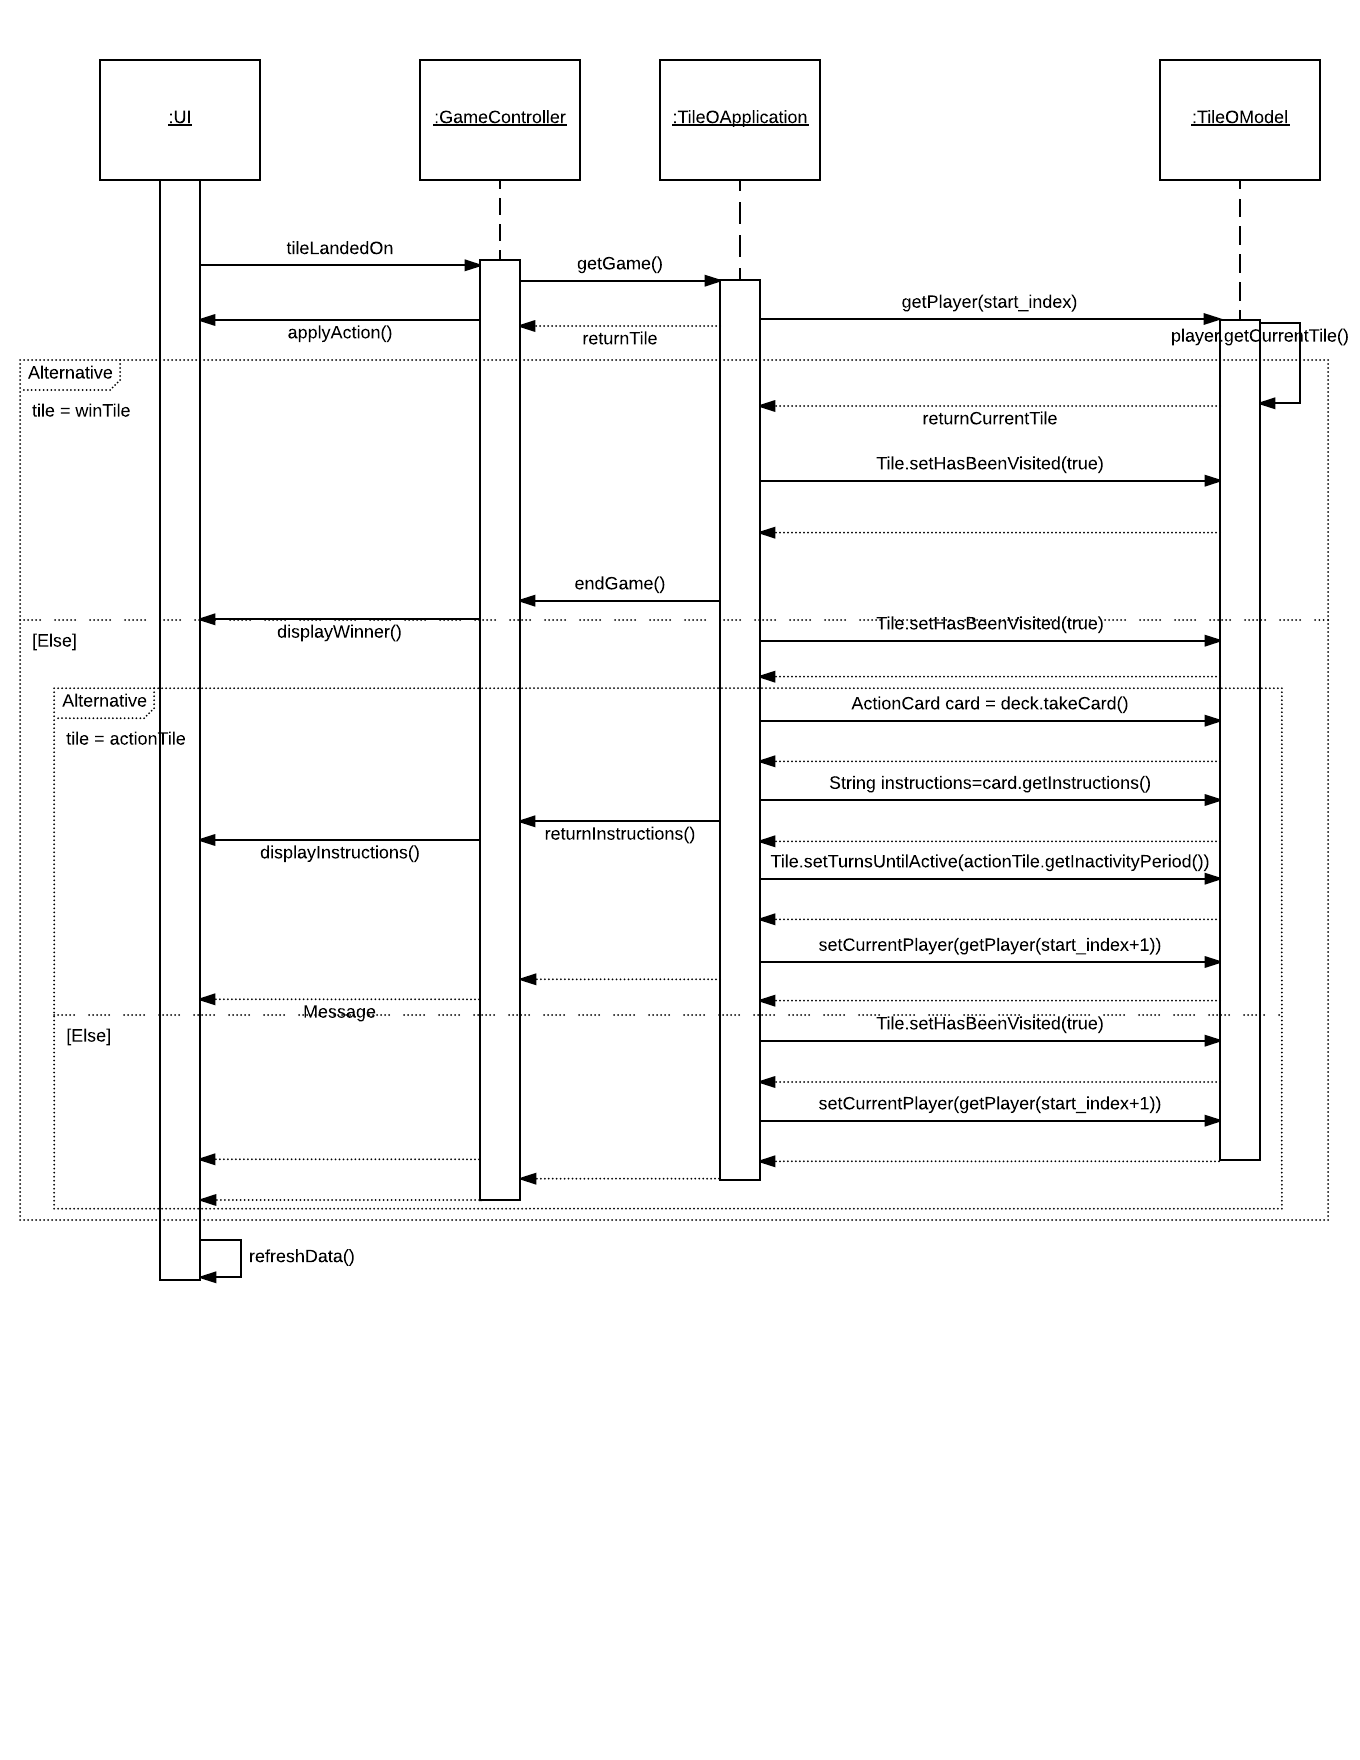 :UI
:GameController
:TileOApplication
:TileOModel
tileLandedOn
getGame()
getPlayer(start_index)
applyAction()
returnTile
player.getCurrentTile()
Alternative
tile = winTile
returnCurrentTile
Tile.setHasBeenVisited(true)
endGame()
displayWinner()
Tile.setHasBeenVisited(true)
[Else]
Alternative
ActionCard card = deck.takeCard()
tile = actionTile
String instructions=card.getInstructions()
returnInstructions()
displayInstructions()
Tile.setTurnsUntilActive(actionTile.getInactivityPeriod())
setCurrentPlayer(getPlayer(start_index+1))
Message
Tile.setHasBeenVisited(true)
[Else]
setCurrentPlayer(getPlayer(start_index+1))
refreshData()